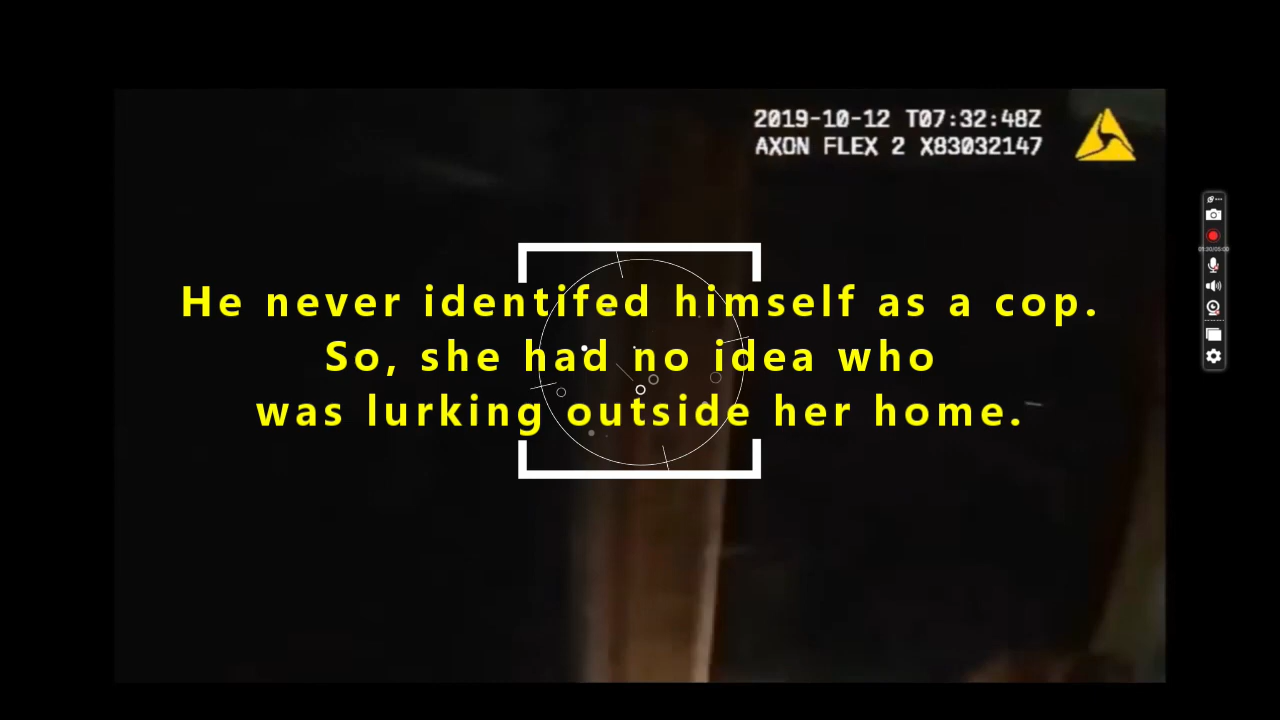 2019-10-12 T07:32:48Z
AXON FLEX 2 X83032147
He never identifed himself as a cop.
So, she had no idea who
was lurking outside her home.